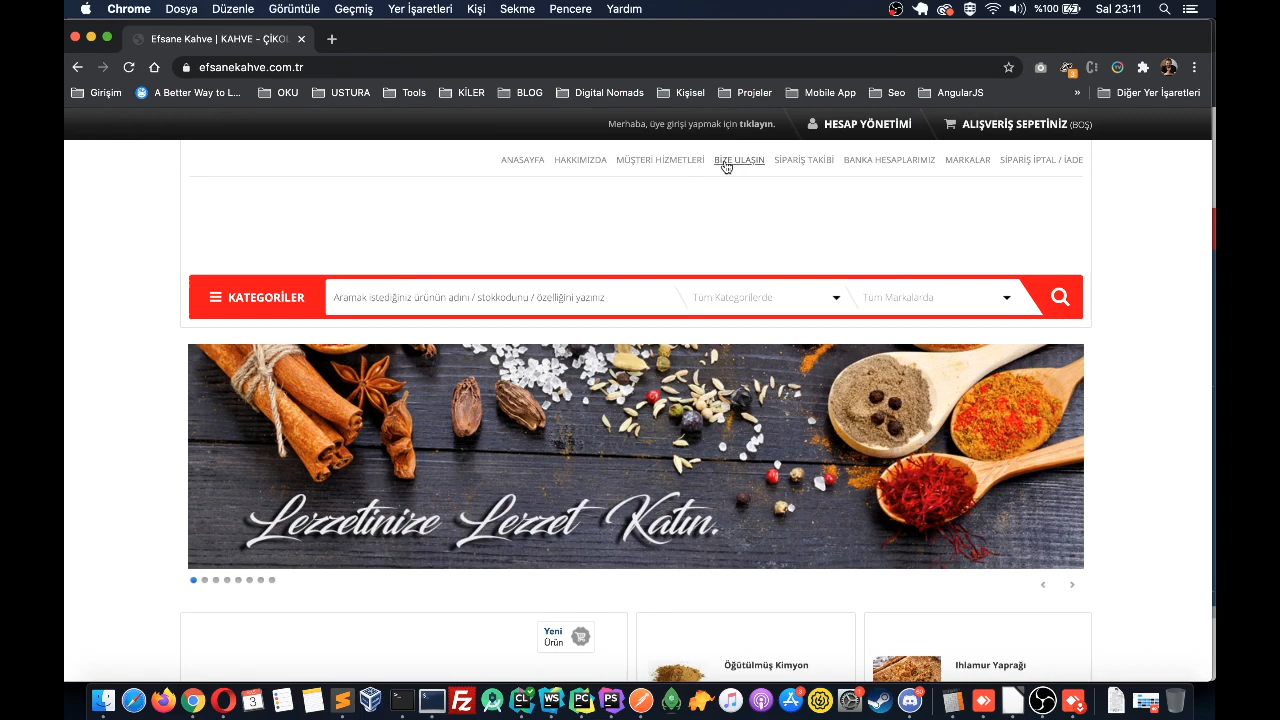 Chrome Dosya Düzenle Görüntüle Geçmiş Yer İşaretleri Kişi Sekme Pencere Yardım %100 Sal 23:11
Efsane Kahve | KAHVE – ÇİKOL
efsanekahve.com.tr
Girişim A Better Way to L... OKU USTURA Tools KİLER BLOG Digital Nomads Kişisel Projeler Mobile App Seo AngularJS » Diğer Yer İşaretleri
Merhaba, üye girişi yapmak için tıklayın. HESAP YÖNETİMİ ALIŞVERİŞ SEPETİNİZ (BOŞ)
ANASAYFA HAKKIMIZDA MÜŞTERİ HİZMETLERİ BİZE ULAŞIN SİPARİŞ TAKİBİ BANKA HESAPLARIMIZ MARKALAR SİPARİŞ İPTAL / İADE
KATEGORİLER Aramak istediğiniz ürünün adını / stokkodunu / özelliğini yazınız Tüm Kategorilerde Tüm Markalarda
Lezzetinize Lezzet Katın.
Yeni
Ürün
Öğütülmüş Kimyon
Ihlamur Yaprağı